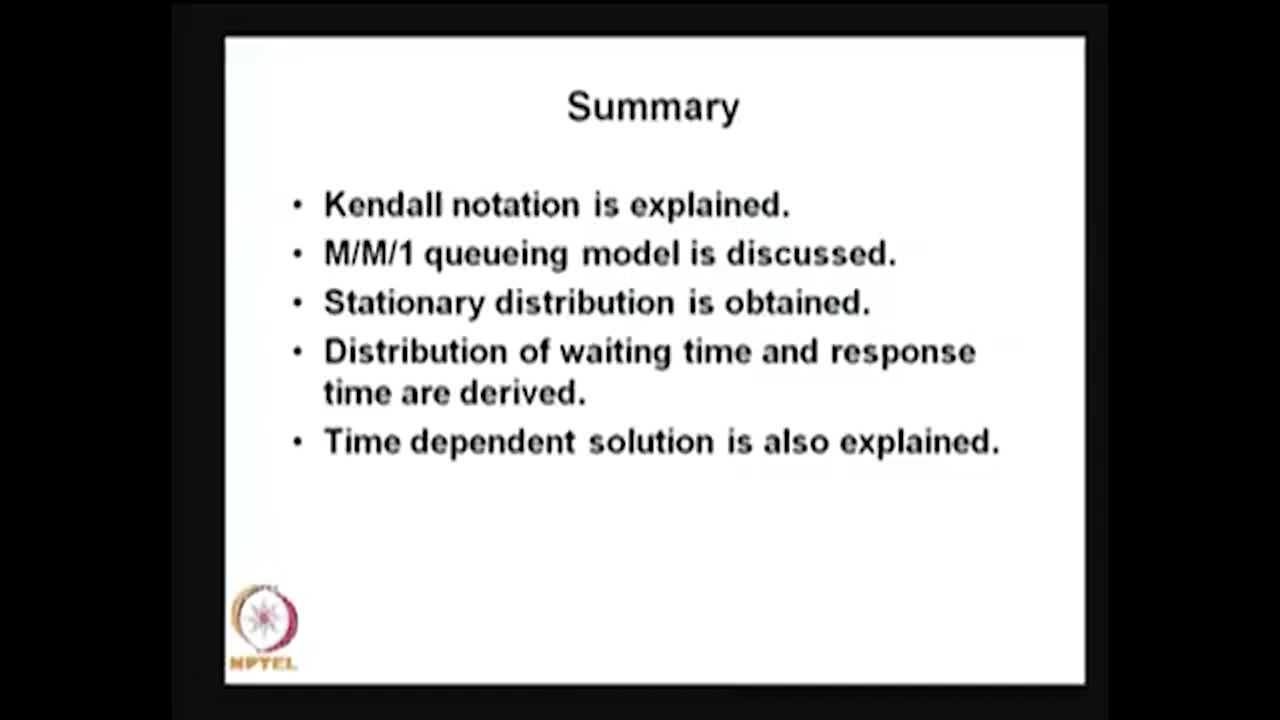 Summary
• Kendall notation is explained.
• M/M/1 queueing model is discussed.
• Stationary distribution is obtained.
• Distribution of waiting time and response
time are derived.
• Time dependent solution is also explained.
NPTEL